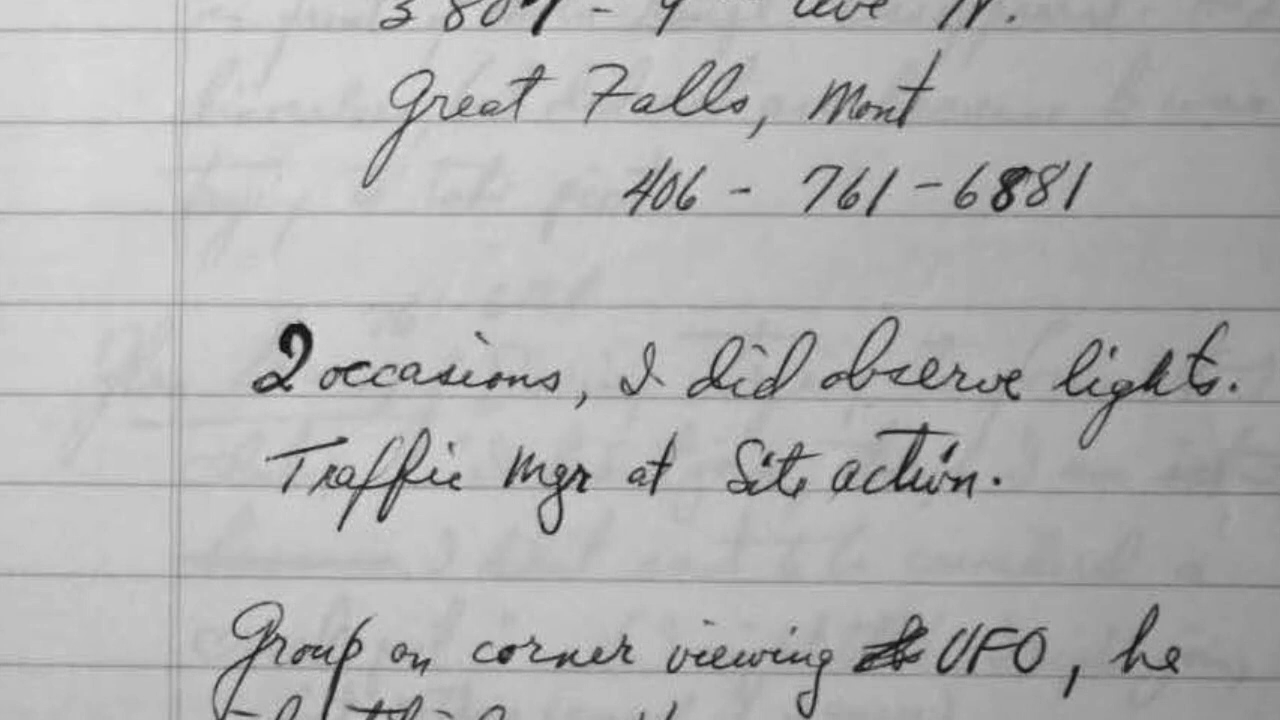 Great Falls, Mont
406 - 761-6881
2 occasions, I did observe lights.
Traffic mgr at Site action.
Group on corner viewing UFO, he